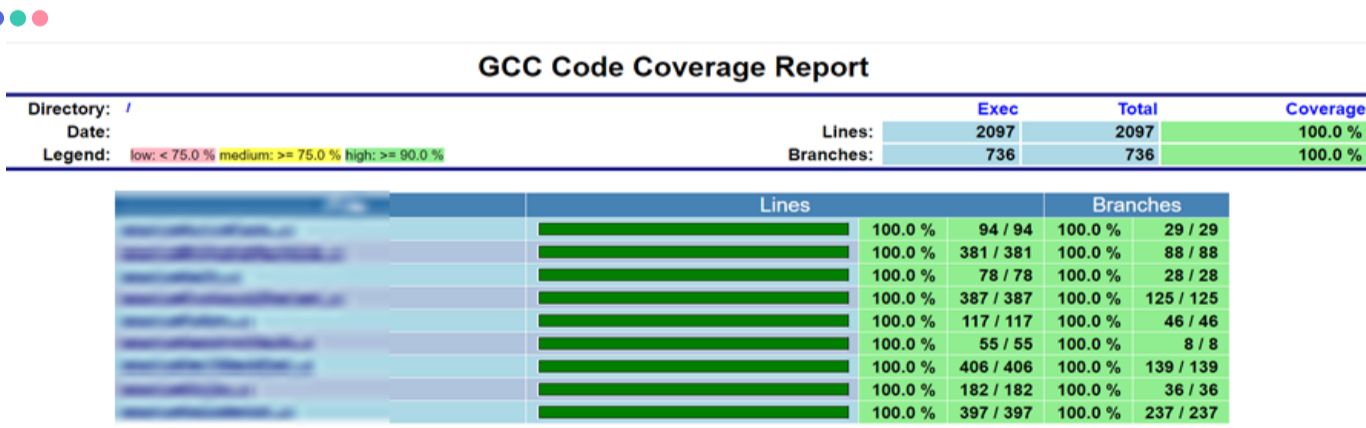 GCC Code Coverage Report
Directory: / Exec Total Coverage
Date: Lines: 2097 2097 100.0 %
Legend: low: < 75.0 % medium: >= 75.0 % high: >= 90.0 % Branches: 736 736 100.0 %
Lines Branches
100.0 % 94 / 94 100.0 % 29 / 29
100.0 % 381 / 381 100.0 % 88 / 88
100.0 % 78 / 78 100.0 % 28 / 28
100.0 % 387 / 387 100.0 % 125 / 125
100.0 % 117 / 117 100.0 % 46 / 46
100.0 % 55 / 55 100.0 % 8 / 8
100.0 % 406 / 406 100.0 % 139 / 139
100.0 % 182 / 182 100.0 % 36 / 36
100.0 % 397 / 397 100.0 % 237 / 237